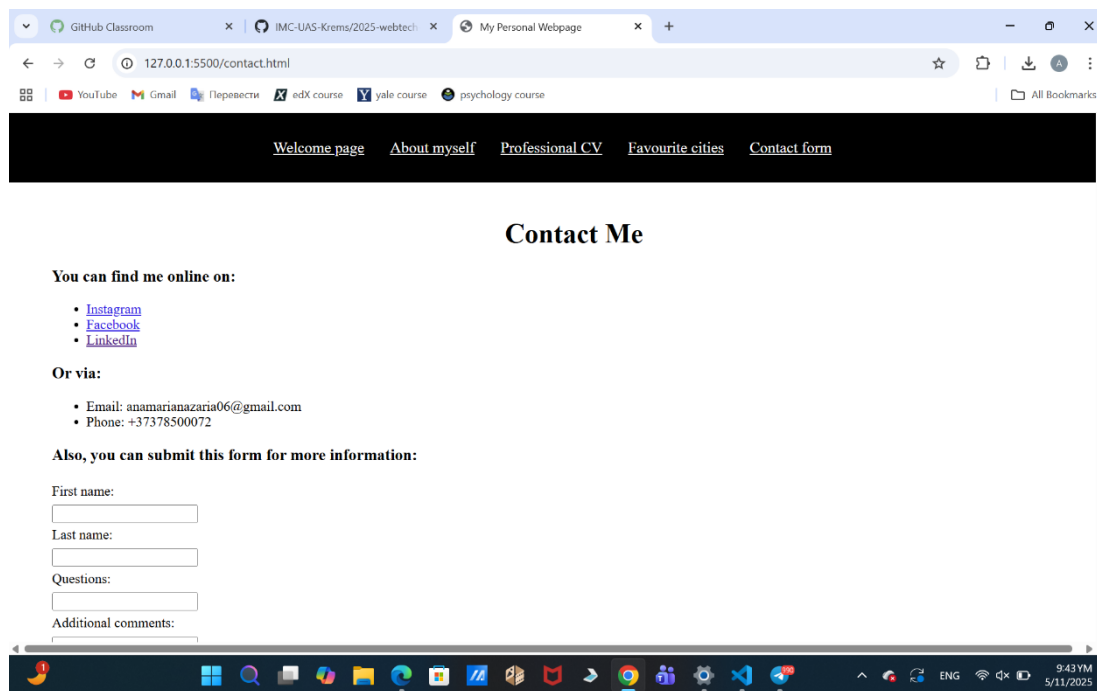 GitHub Classroom
IMC-UAS-Krems/2025-webtech
My Personal Webpage
127.0.0.1:5500/contact.html
A
YouTube
Gmail
Перевести
edX course
Y yale course
psychology course
All Bookmarks
Welcome page
About myself
Professional CV
Favourite cities
Contact form
Contact Me
You can find me online on:
Instagram
Facebook
LinkedIn
Or via:
Email: anamarianazaria06@gmail.com
Phone: +37378500072
Also, you can submit this form for more information:
First name:
Last name:
Questions:
Additional comments:
1
ENG
9:43YM
5/11/2025